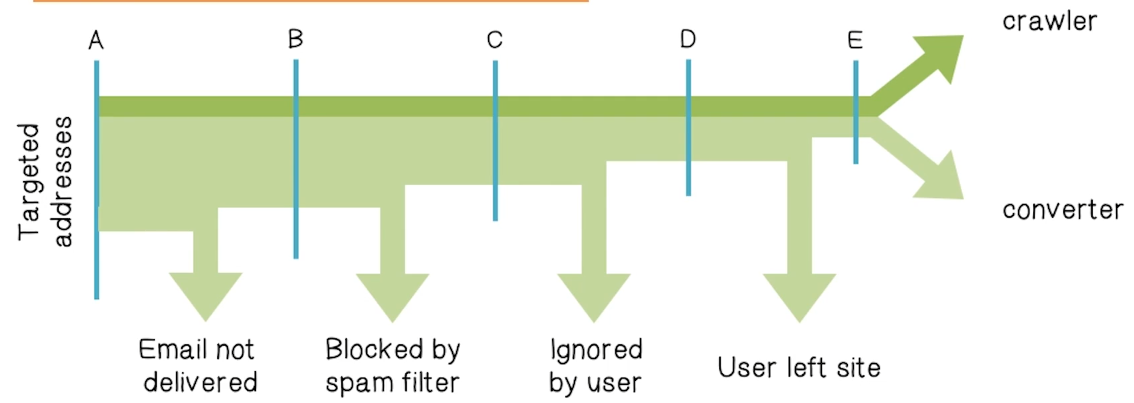 A
B
C
D
E
crawler
converter
Targeted
addresses
Email not
delivered
Blocked by
spam filter
Ignored
by user
User left site